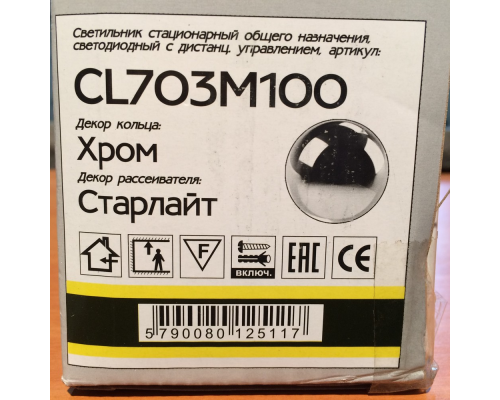 Светильник стационарный общего назначения,
светодиодный с дистанц. управлением, артикул:
CL703M100
Декор кольца:
Хром
Декор рассеивателя:
Старлайт
F
ВКЛЮЧ.
EAC
CE
5 790080 125117